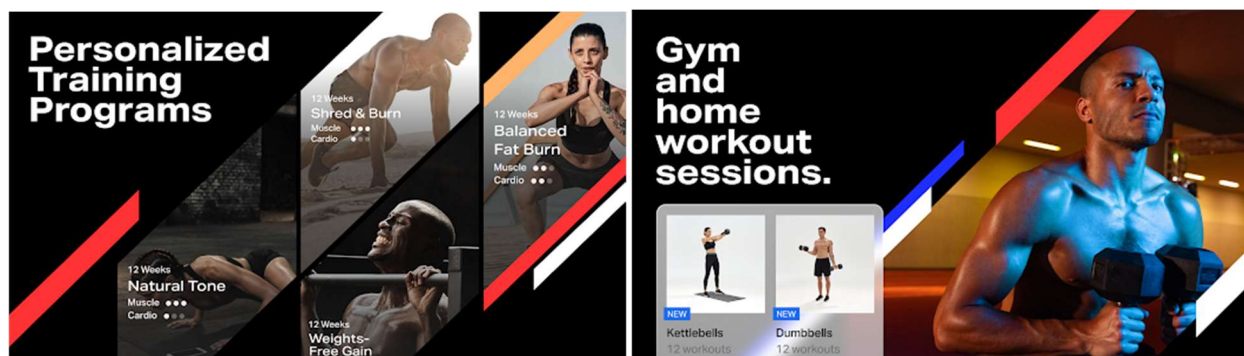 Personalized
Training
Programs
12 Weeks
Shred & Burn
Muscle
Cardio
12 Weeks
Balanced
Fat Burn
Muscle
Cardio
12 Weeks
Natural Tone
Muscle
Cardio
12 Weeks
Weights-
Free Gain
Gym
and
home
workout
sessions.
NEW
Kettlebells
12 workouts
NEW
Dumbbells
12 workouts